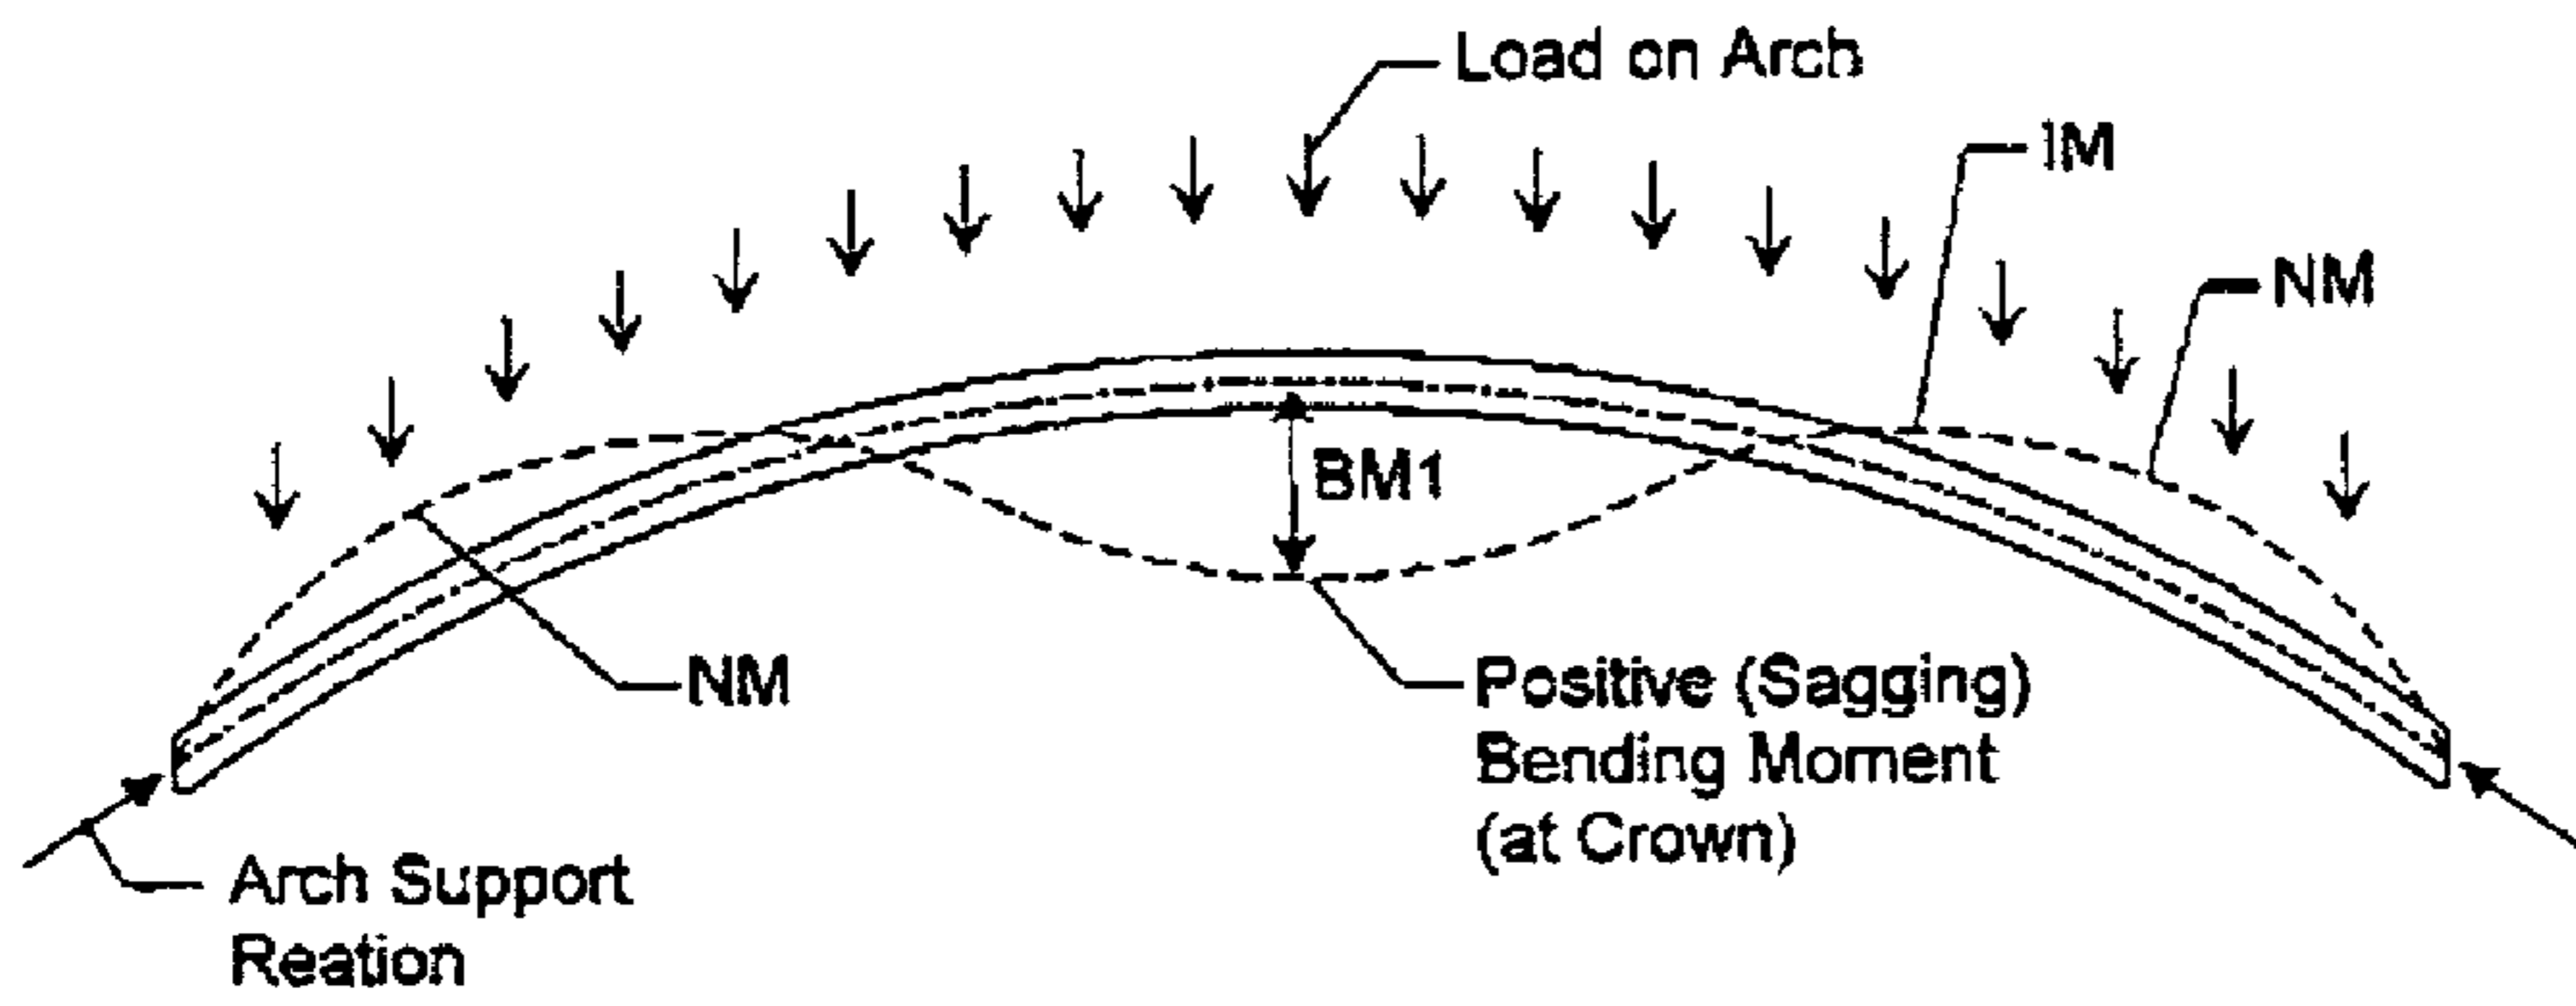 Load on Arch
IM
NM
BM1
NM
Positive (Sagging)
Bending Moment
(at Crown)
Arch Support
Reation